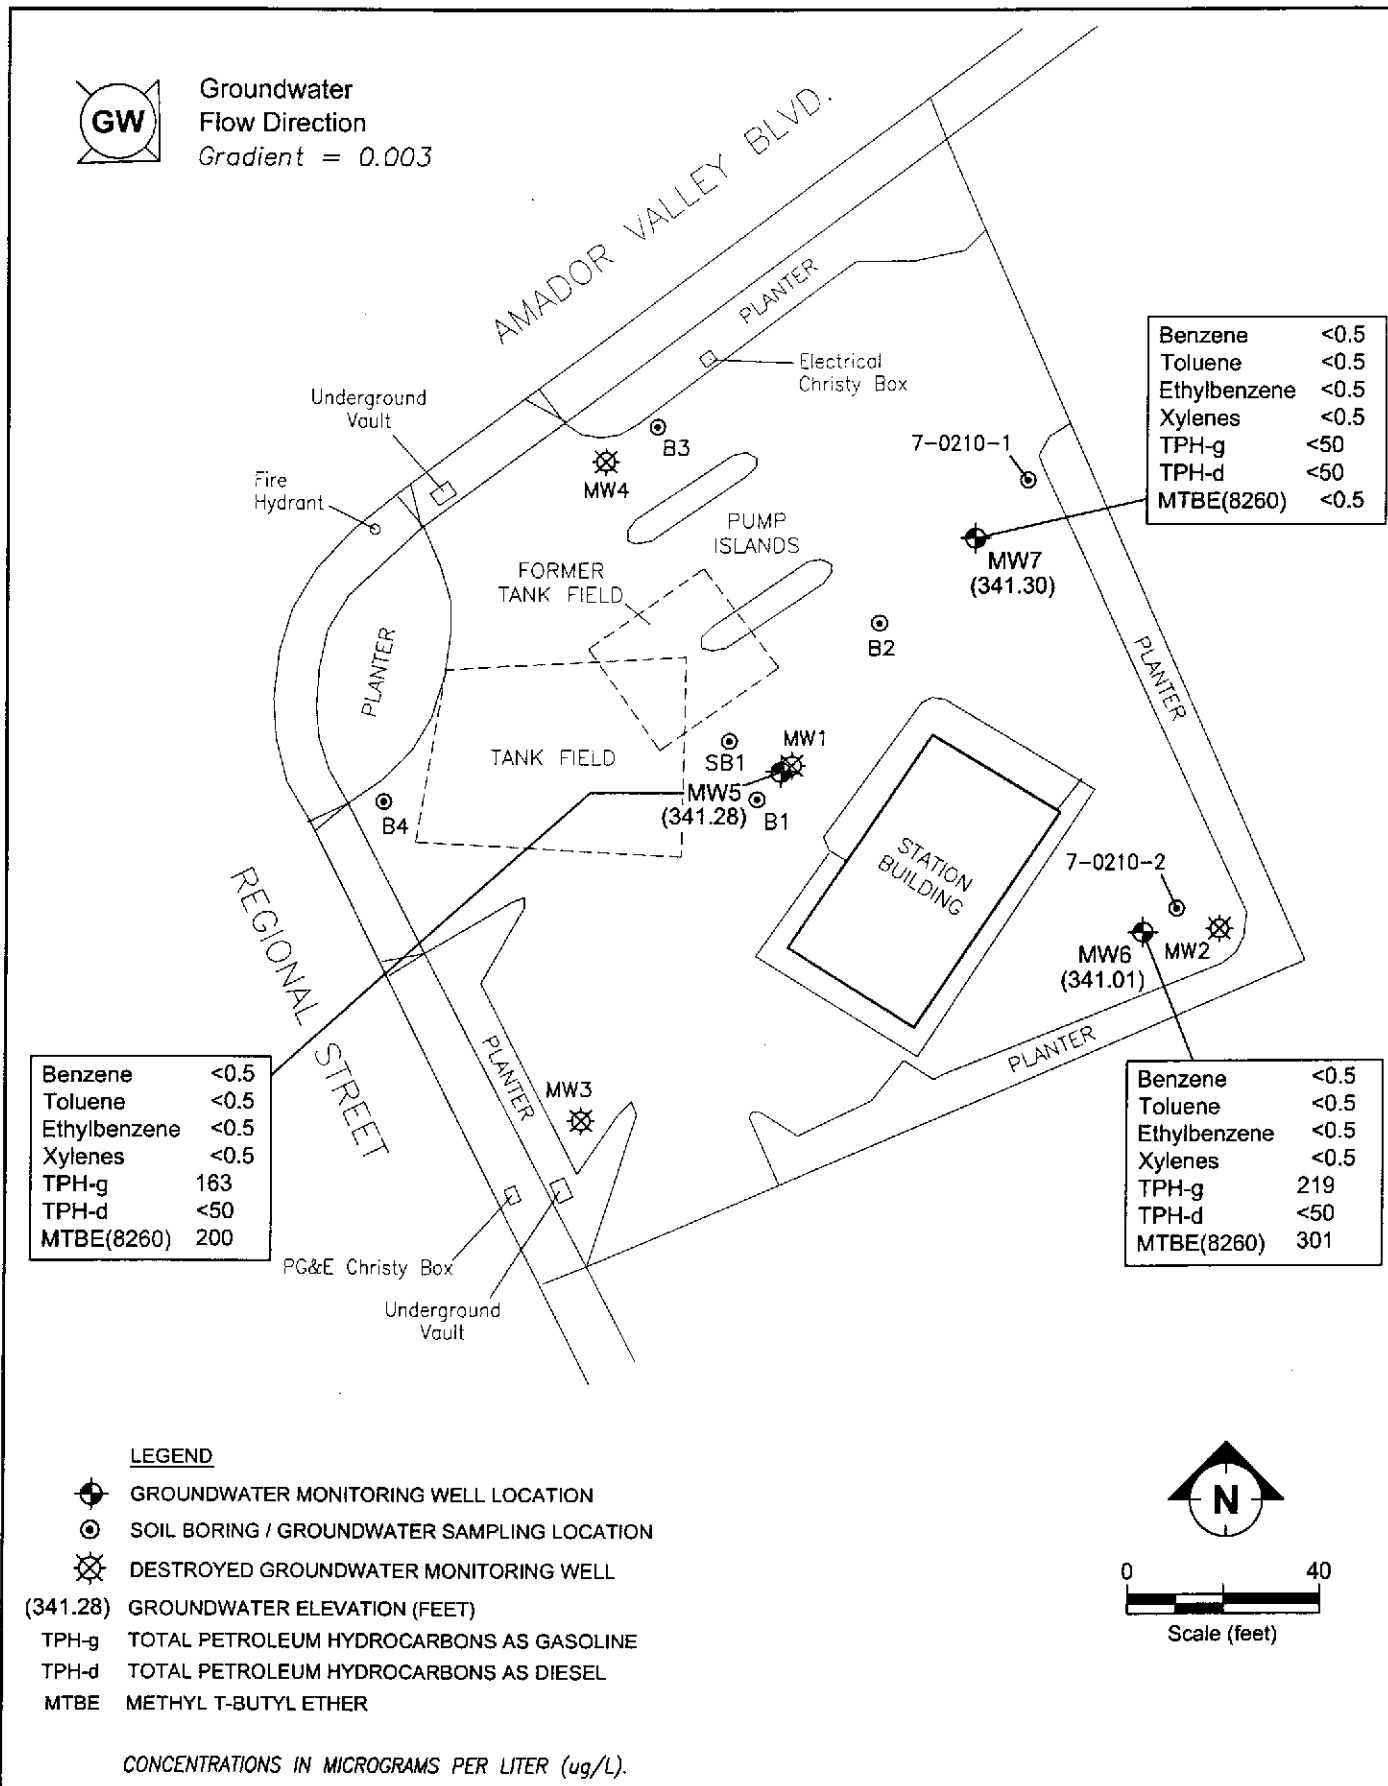 GW
Groundwater
Flow Direction
Gradient = 0.003
AMADOR VALLEY BLVD.
PLANTER
Electrical
Christy Box
Underground
Vault
Fire
Hydrant
B3
MW4
7-0210-1
Benzene <0.5
Toluene <0.5
Ethylbenzene <0.5
Xylenes <0.5
TPH-g <50
TPH-d <50
MTBE(8260) <0.5
PUMP
ISLANDS
MW7
(341.30)
FORMER
TANK FIELD
B2
PLANTER
PLANTER
TANK FIELD
SB1
MW1
MW5
(341.28)
B1
B4
STATION
BUILDING
7-0210-2
MW6
(341.01)
MW2
REGIONAL STREET
PLANTER
PLANTER
MW3
Benzene <0.5
Toluene <0.5
Ethylbenzene <0.5
Xylenes <0.5
TPH-g 163
TPH-d <50
MTBE(8260) 200
Benzene <0.5
Toluene <0.5
Ethylbenzene <0.5
Xylenes <0.5
TPH-g 219
TPH-d <50
MTBE(8260) 301
PG&E Christy Box
Underground
Vault
LEGEND
GROUNDWATER MONITORING WELL LOCATION
SOIL BORING / GROUNDWATER SAMPLING LOCATION
DESTROYED GROUNDWATER MONITORING WELL
(341.28) GROUNDWATER ELEVATION (FEET)
TPH-g TOTAL PETROLEUM HYDROCARBONS AS GASOLINE
TPH-d TOTAL PETROLEUM HYDROCARBONS AS DIESEL
MTBE METHYL T-BUTYL ETHER
CONCENTRATIONS IN MICROGRAMS PER LITER (ug/L).
N
0 40
Scale (feet)